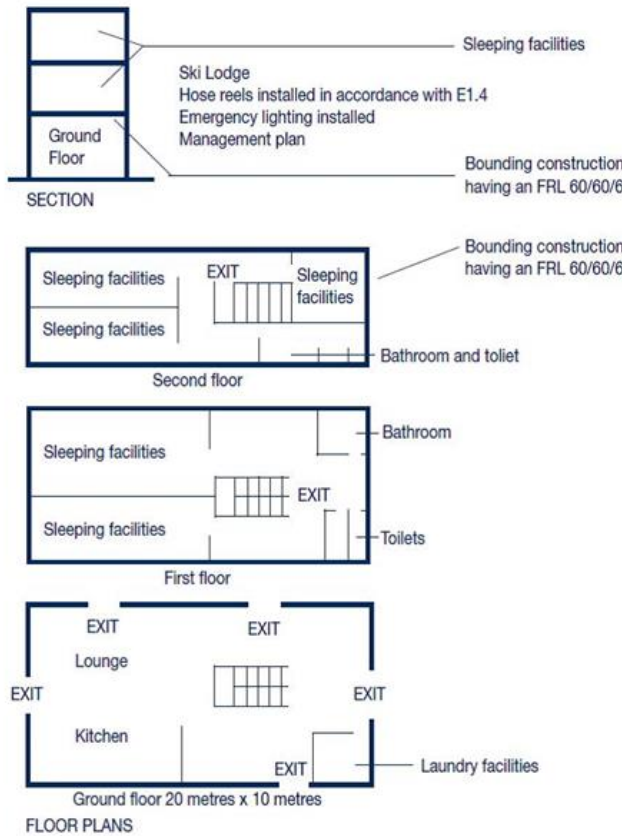 Sleeping facilities
Ski Lodge
Hose reels installed in accordance with E1.4
Emergency lighting installed
Management plan
Ground
Floor
Bounding construction
having an FRL 60/60/6
SECTION
Bounding construction
having an FRL 60/60/6
Sleeping facilities
EXIT
Sleeping
facilities
Sleeping facilities
Bathroom and toliet
Second floor
Bathroom
Sleeping facilities
EXIT
Sleeping facilities
Toilets
First floor
EXIT
EXIT
Lounge
EXIT
EXIT
Kitchen
EXIT
Laundry facilities
Ground floor 20 metres x 10 metres
FLOOR PLANS